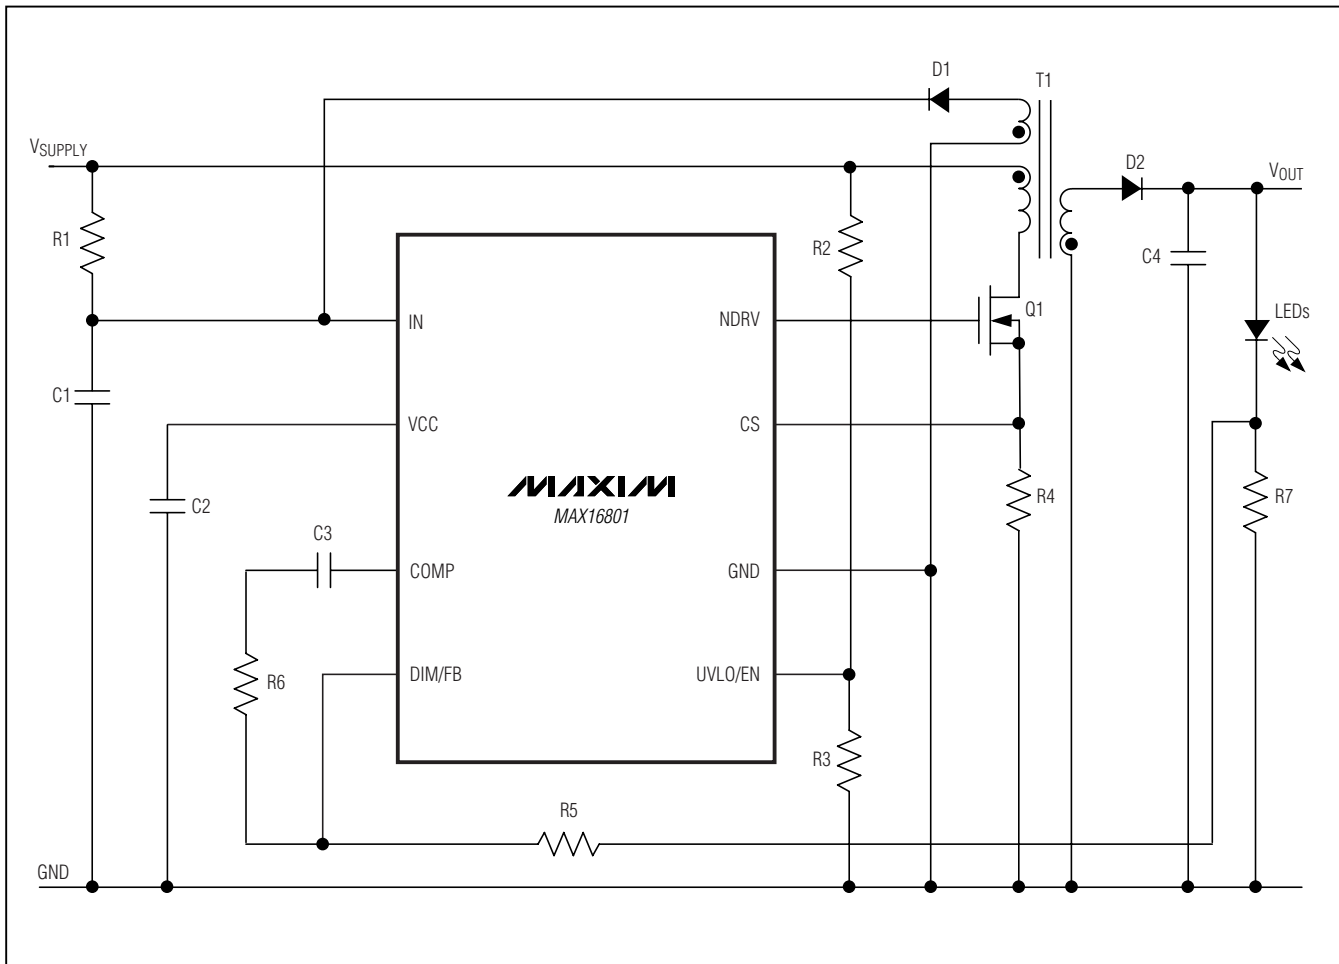 D1
T1
VSUPPLY
D2
VOUT
R1
R2
C4
IN
NDRV
Q1
LEDs
C1
VCC
CS
MAXIM
MAX16801
C2
R4
R7
C3
COMP
GND
R6
DIM/FB
UVLO/EN
R3
R5
GND